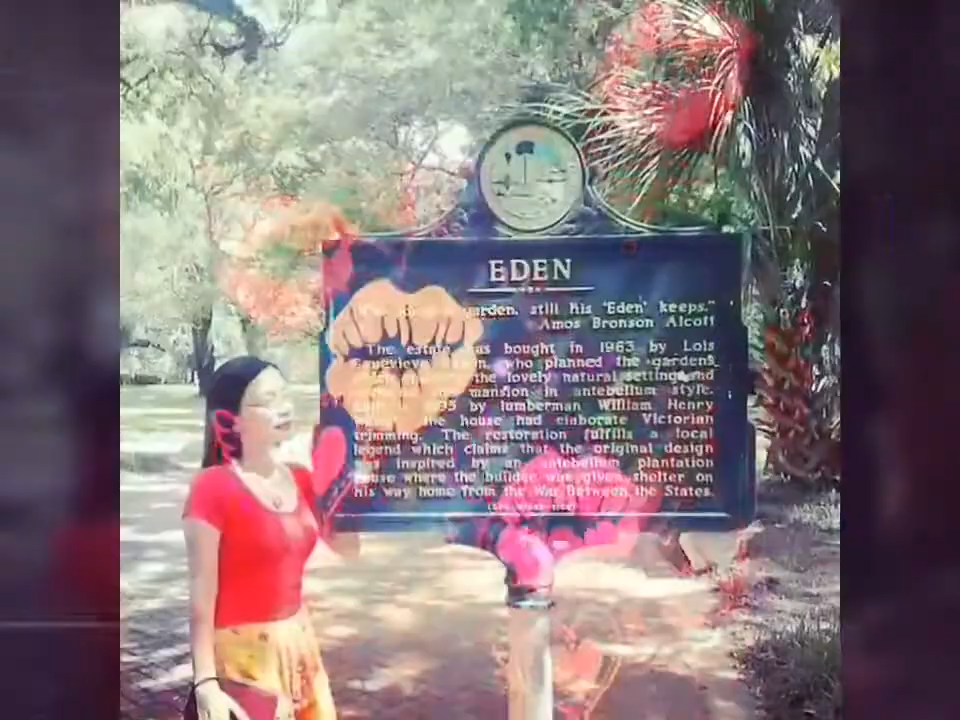 EDEN
garden, still his "Eden" keeps."
Amos Bronson Alcott
The estate was bought in 1963 by Lois
Genevieve who planned the gardens,
the lovely natural setting and
mansion in antebellum style.
by lumberman William Henry
the house had elaborate Victorian
trimming. The restoration fulfills a local
legend which claims that the original design
was inspired by an antebellum plantation
house where the builder was given shelter on
his way home from the War Between the States.